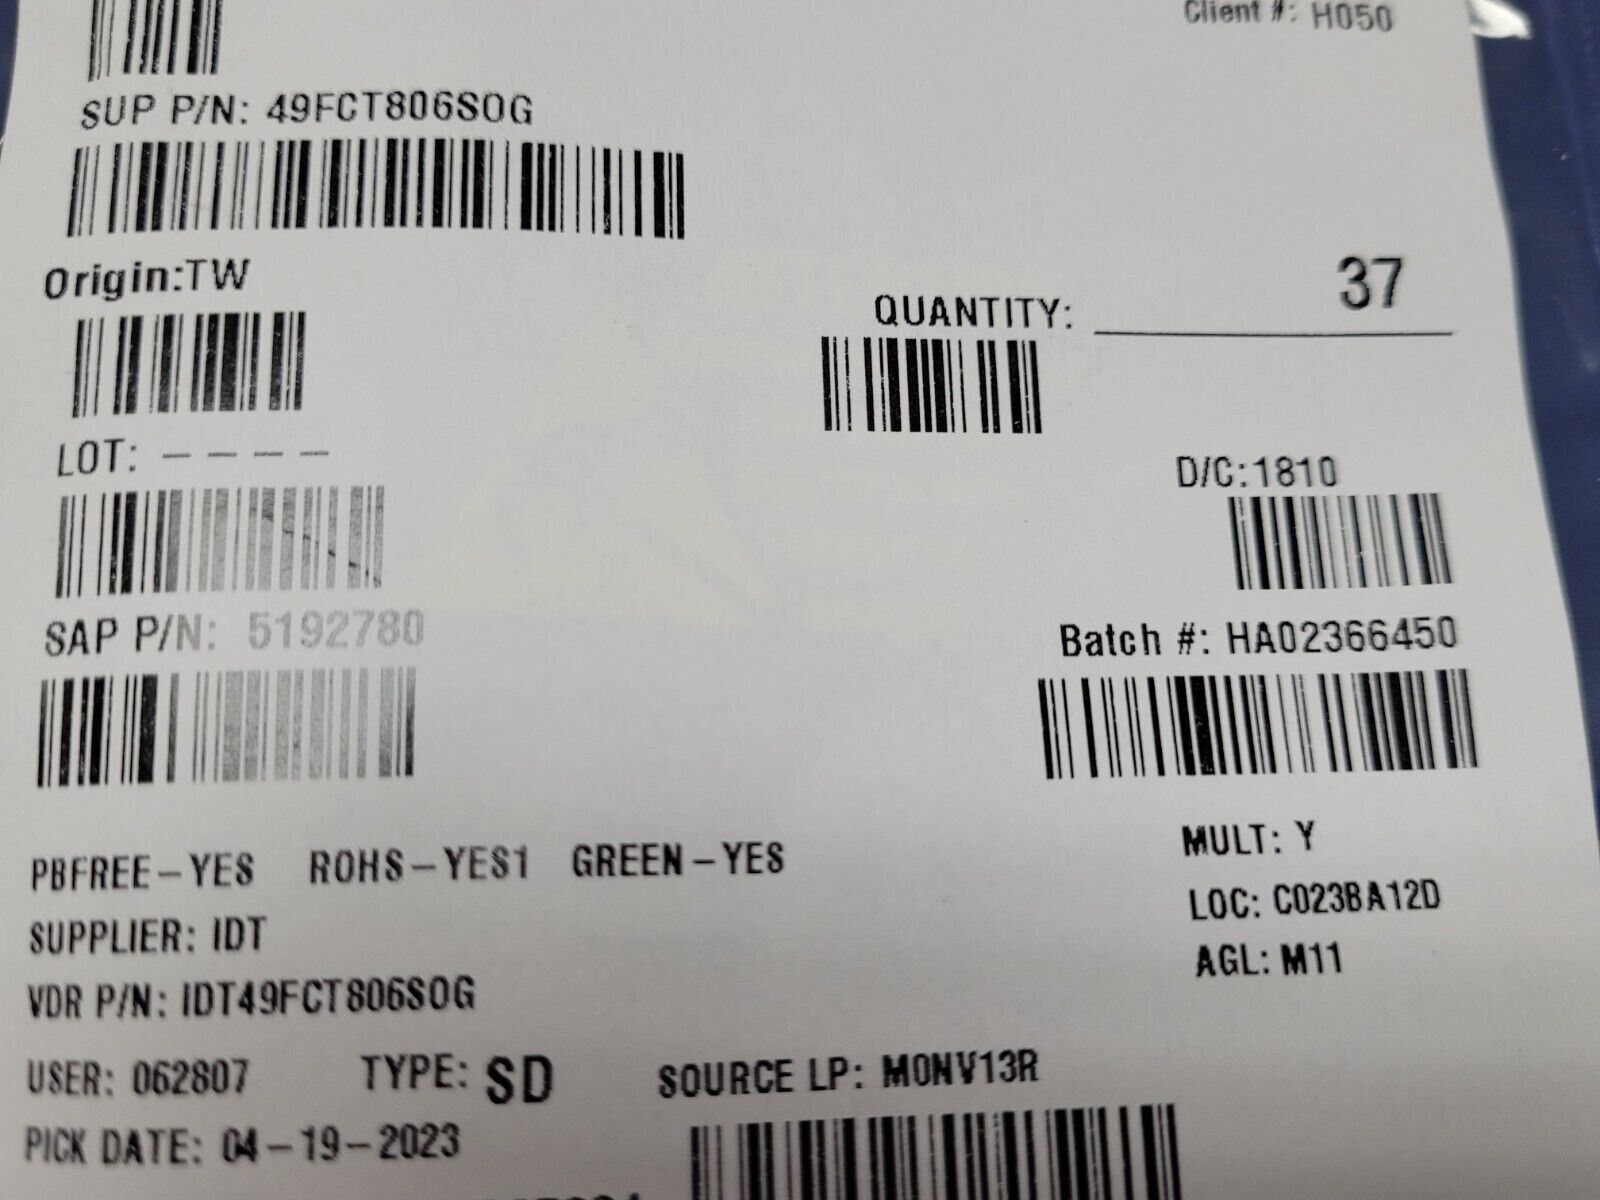 Client #: H050
SUP P/N: 49FCT806SOG
Origin:TW
QUANTITY: 37
LOT: ----
D/C:1810
SAP P/N: 5192780
Batch #: HA02366450
PBFREE-YES ROHS-YES1 GREEN-YES
MULT: Y
SUPPLIER: IDT
LOC: C023BA12D
VDR P/N: IDT49FCT806SOG
AGL: M11
USER: 062807 TYPE: SD SOURCE LP: M0NV13R
PICK DATE: 04-19-2023